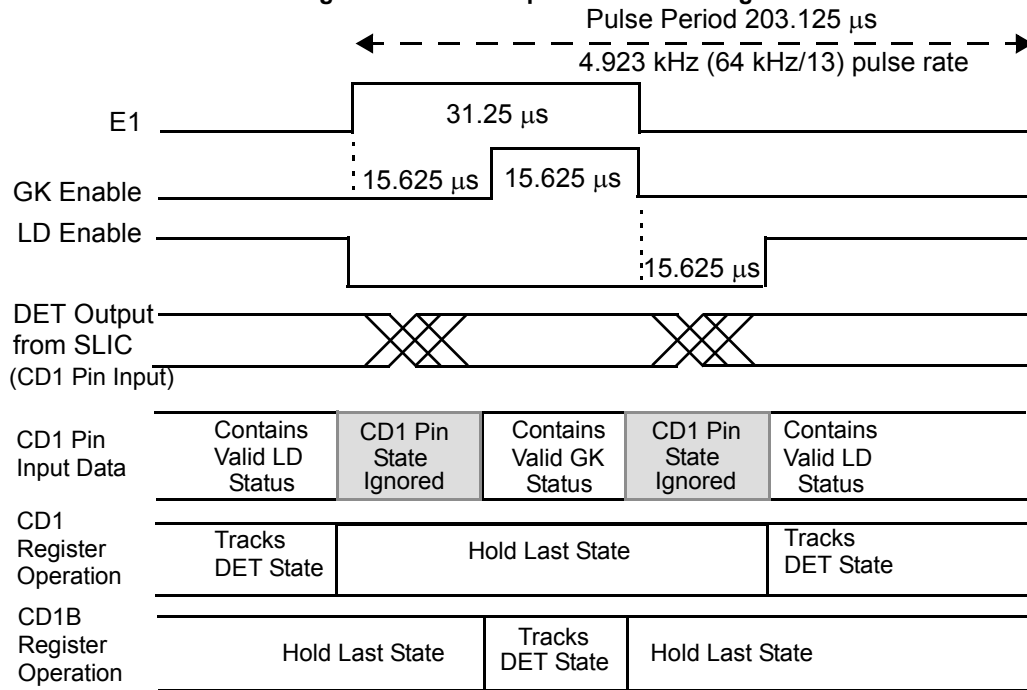 Pulse Period 203.125 μs
4.923 kHz (64 kHz/13) pulse rate
E1
31.25 μs
GK Enable
15.625 μs
15.625 μs
LD Enable
15.625 μs
DET Output
from SLIC
(CD1 Pin Input)
CD1 Pin
Input Data
Contains
Valid LD
Status
CD1 Pin
State
Ignored
Contains
Valid GK
Status
CD1 Pin
State
Ignored
Contains
Valid LD
Status
CD1
Register
Operation
Tracks
DET State
Hold Last State
Tracks
DET State
CD1B
Register
Operation
Hold Last State
Tracks
DET State
Hold Last State